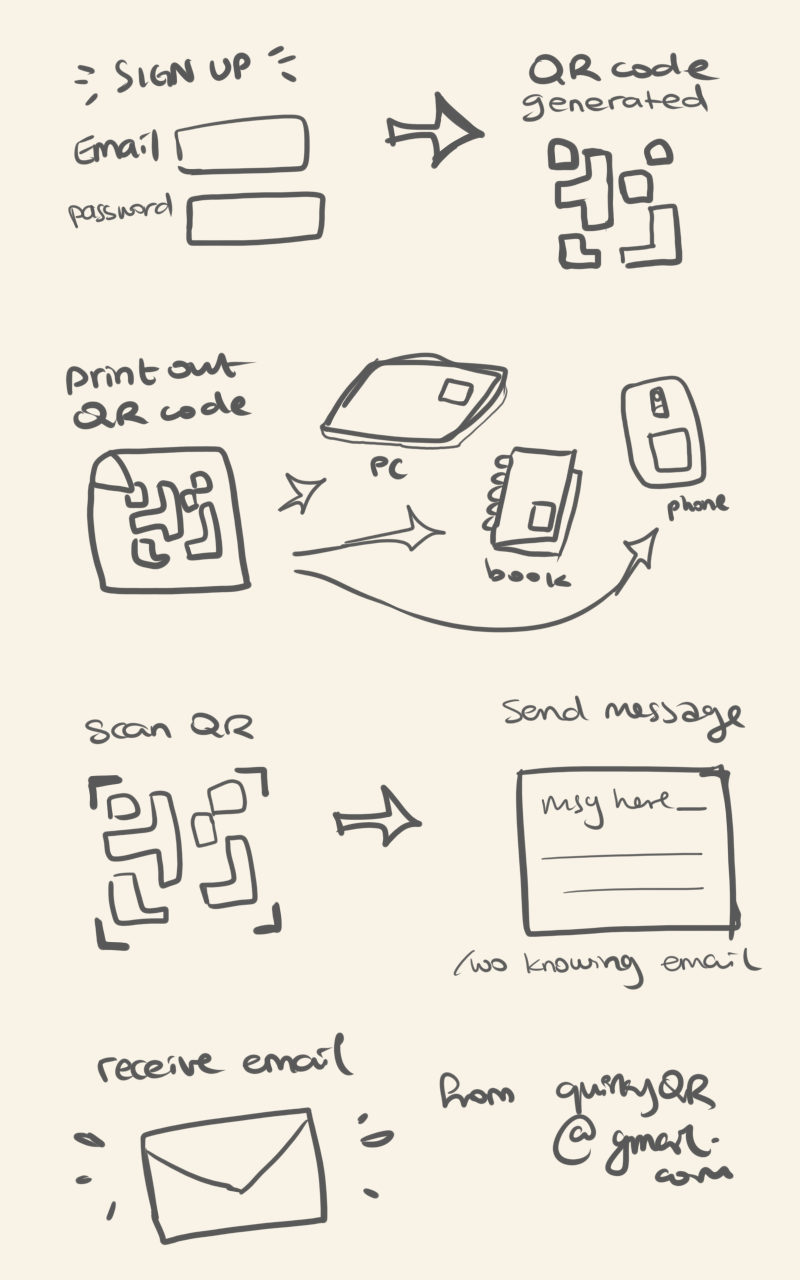 SIGN UP
Email
password
QR code
generated
print out
QR code
PC
book
phone
scan QR
Send message
msg here_
/wo knowing email
receive email
from quirkyQR
@gmail.
com